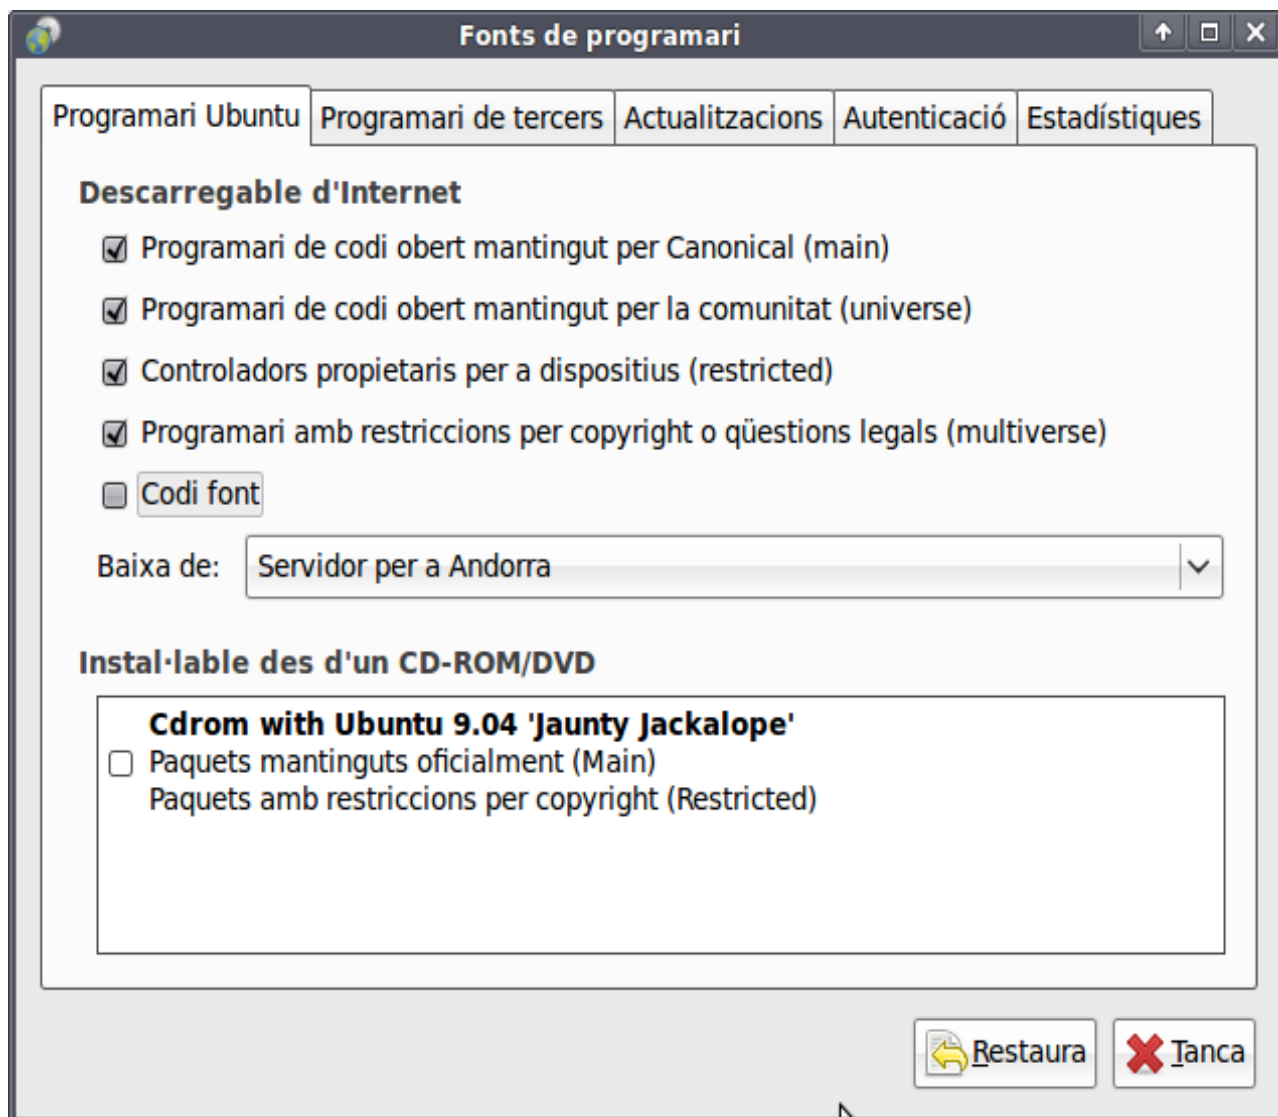 Fonts de programari
Programari Ubuntu Programari de tercers Actualitzacions Autenticació Estadístiques
Descarregable d'Internet
Programari de codi obert mantingut per Canonical (main)
Programari de codi obert mantingut per la comunitat (universe)
Controladors propietaris per a dispositius (restricted)
Programari amb restriccions per copyright o qüestions legals (multiverse)
Codi font
Baixa de: Servidor per a Andorra
Instal·lable des d'un CD-ROM/DVD
Cdrom with Ubuntu 9.04 'Jaunty Jackalope'
Paquets mantinguts oficialment (Main)
Paquets amb restriccions per copyright (Restricted)
Restaura Tanca